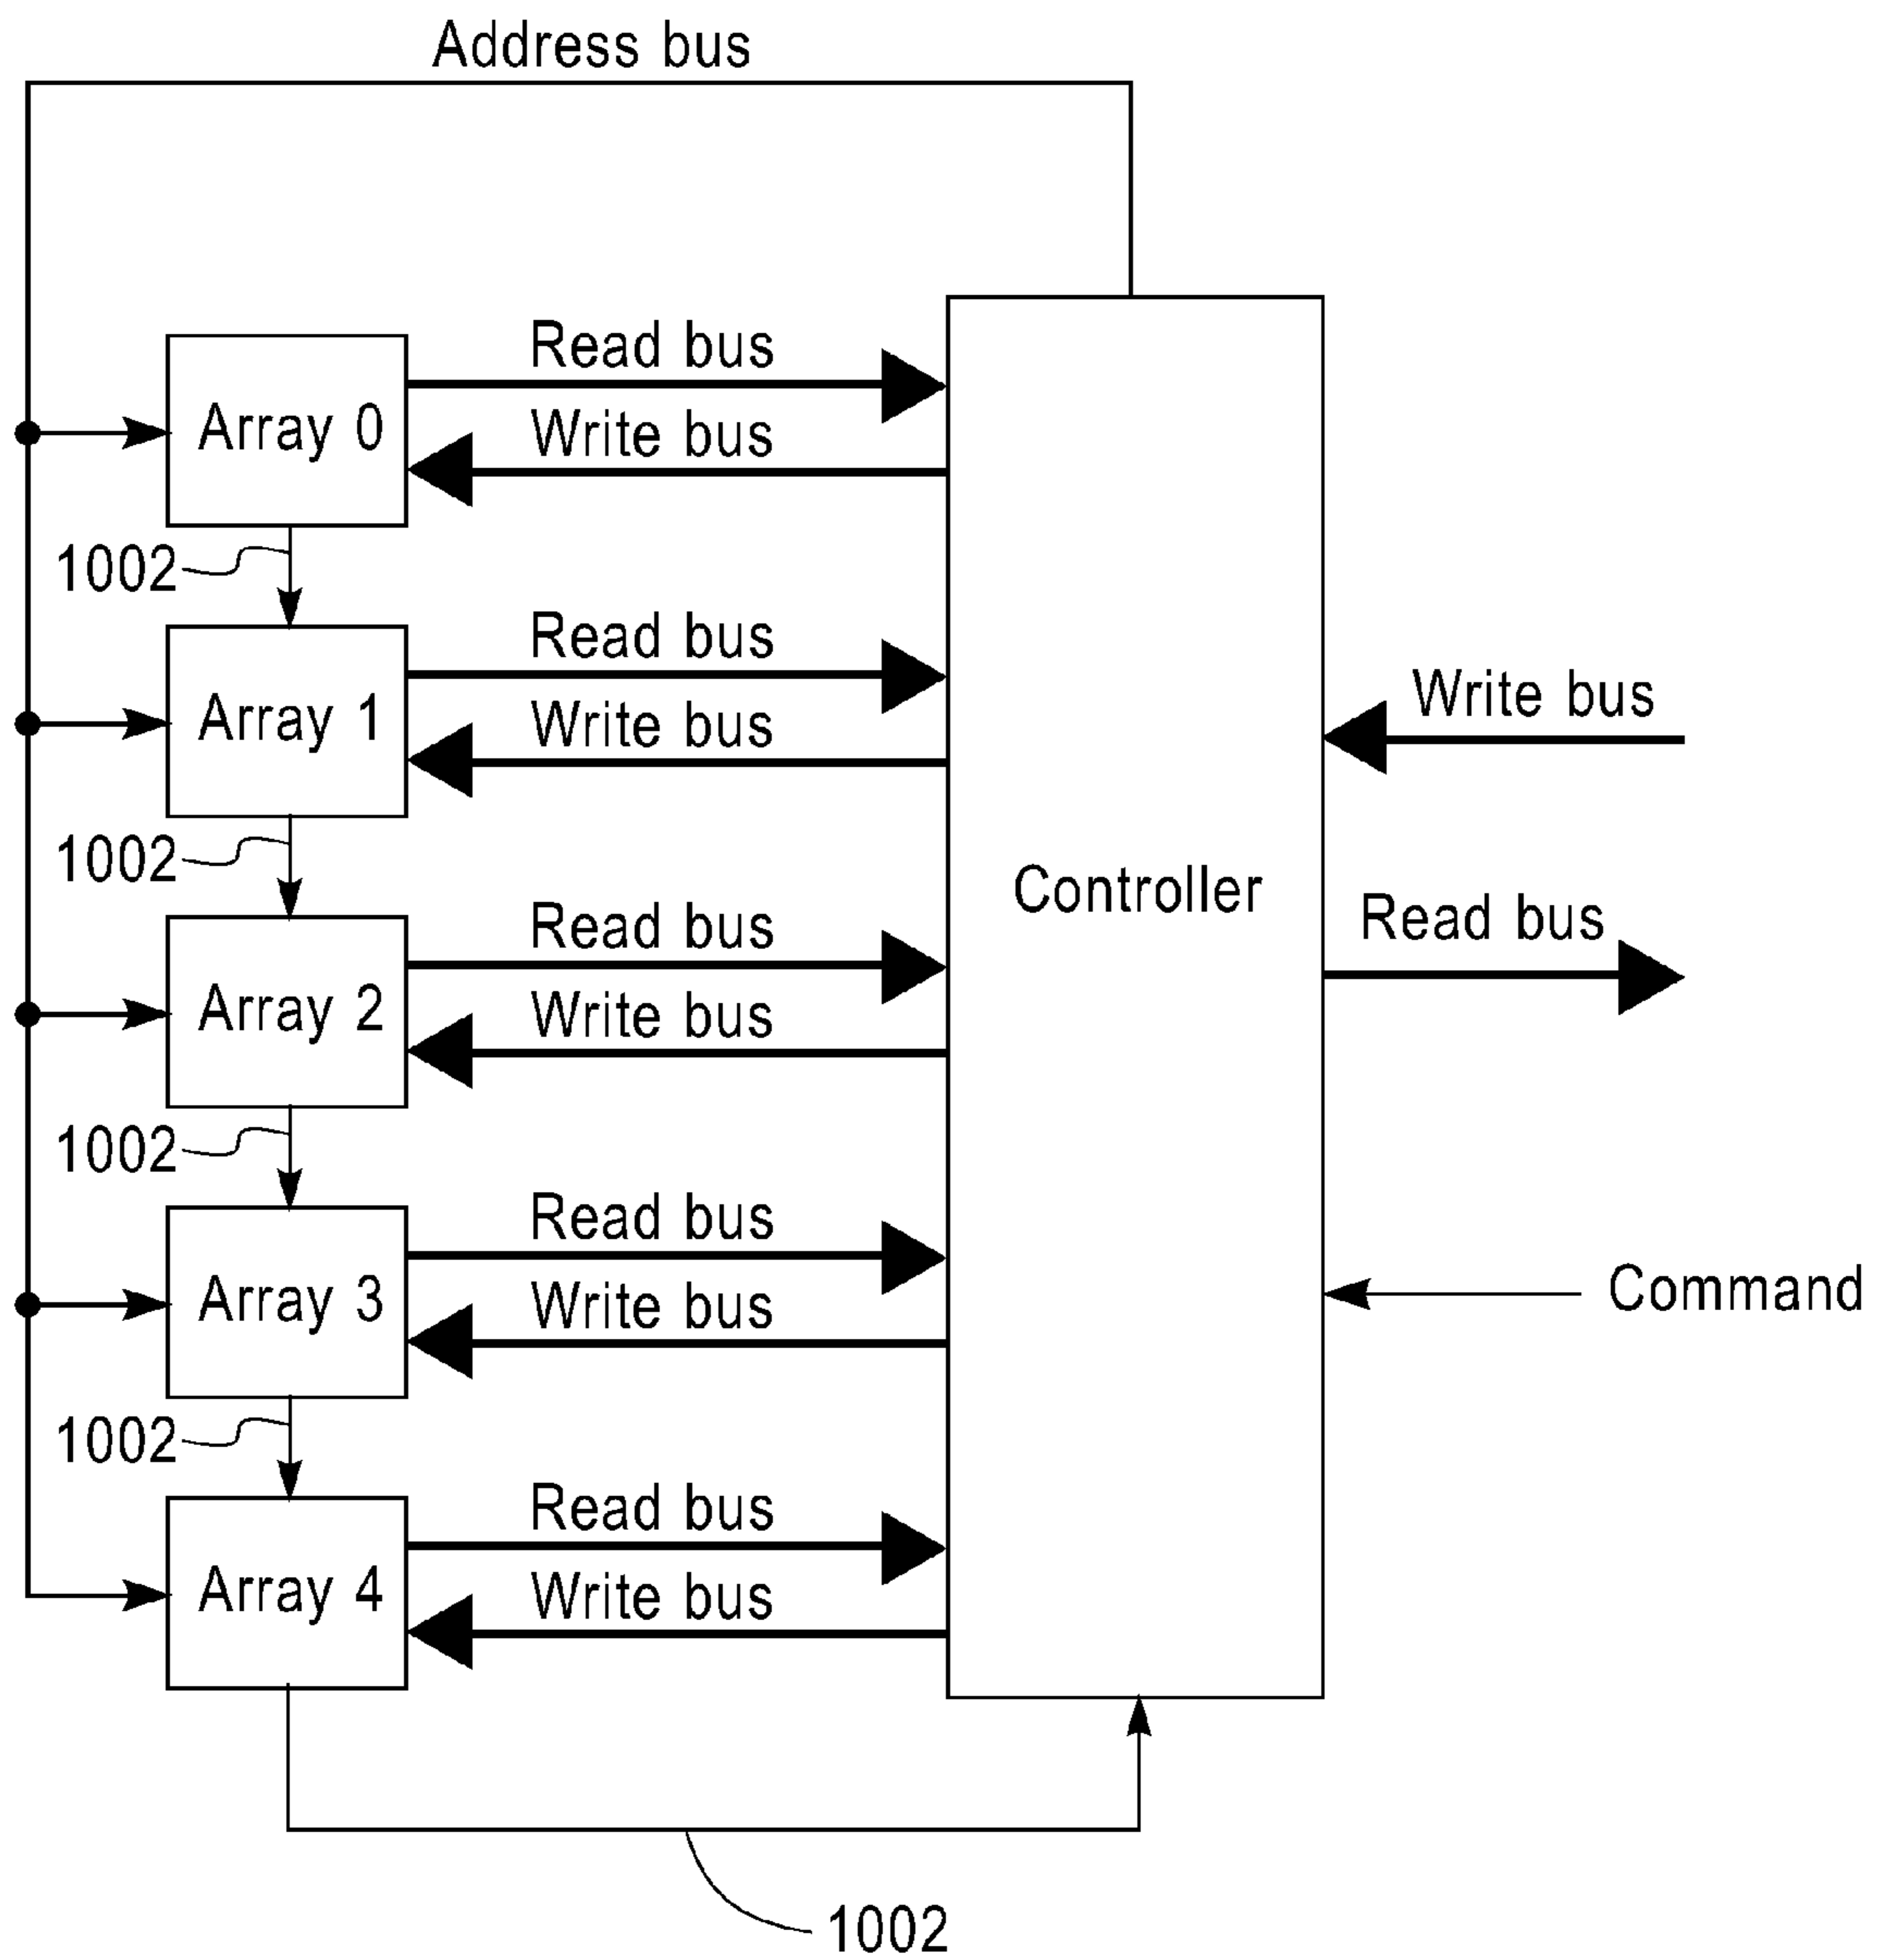 Address bus
Read bus
Array 0
Write bus
1002
Read bus
Array 1
Write bus
Write bus
1002
Controller
Read bus
Read bus
Array 2
Write bus
1002
Read bus
Array 3
Write bus
Command
1002
Read bus
Array 4
Write bus
1002